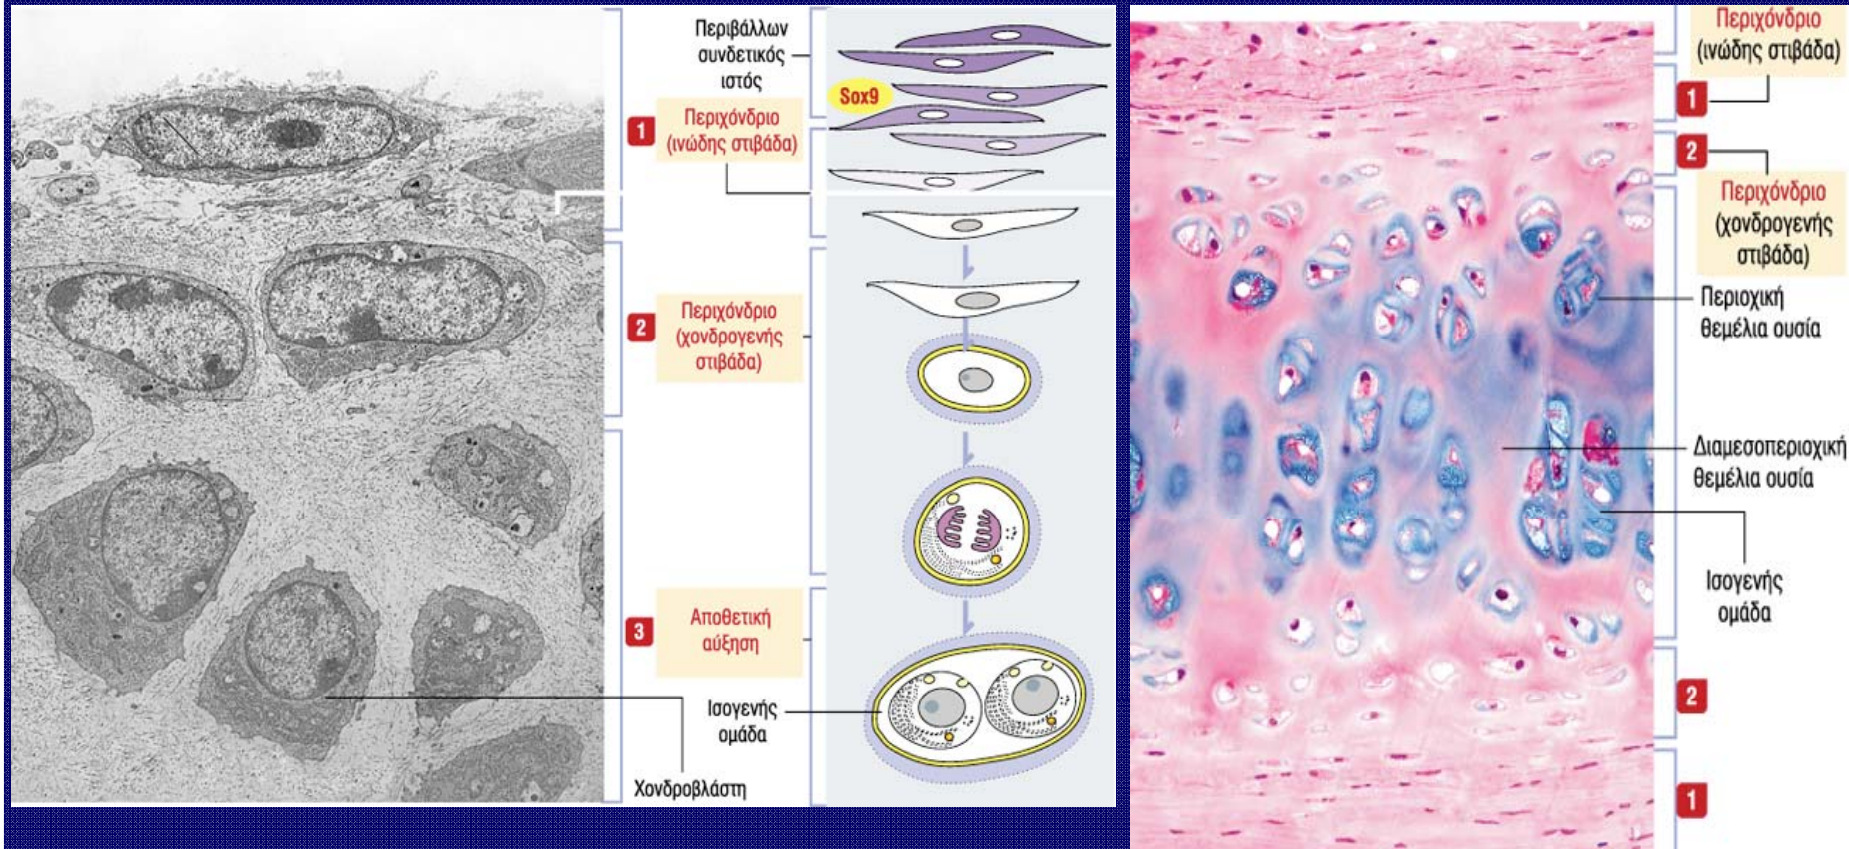 Περιβάλλων
συνδετικός
ιστός
Sox9
1
Περιχόνδριο
(ινώδης στιβάδα)
2
Περιχόνδριο
(χονδρογενής
στιβάδα)
3
Αποθετική
αύξηση
Ισογενής
ομάδα
Χονδροβλάστη
Περιχόνδριο
(ινώδης στιβάδα)
1
2
Περιχόνδριο
(χονδρογενής
στιβάδα)
Περιοχική
θεμέλια ουσία
Διαμεσοπεριοχική
θεμέλια ουσία
Ισογενής
ομάδα
2
1